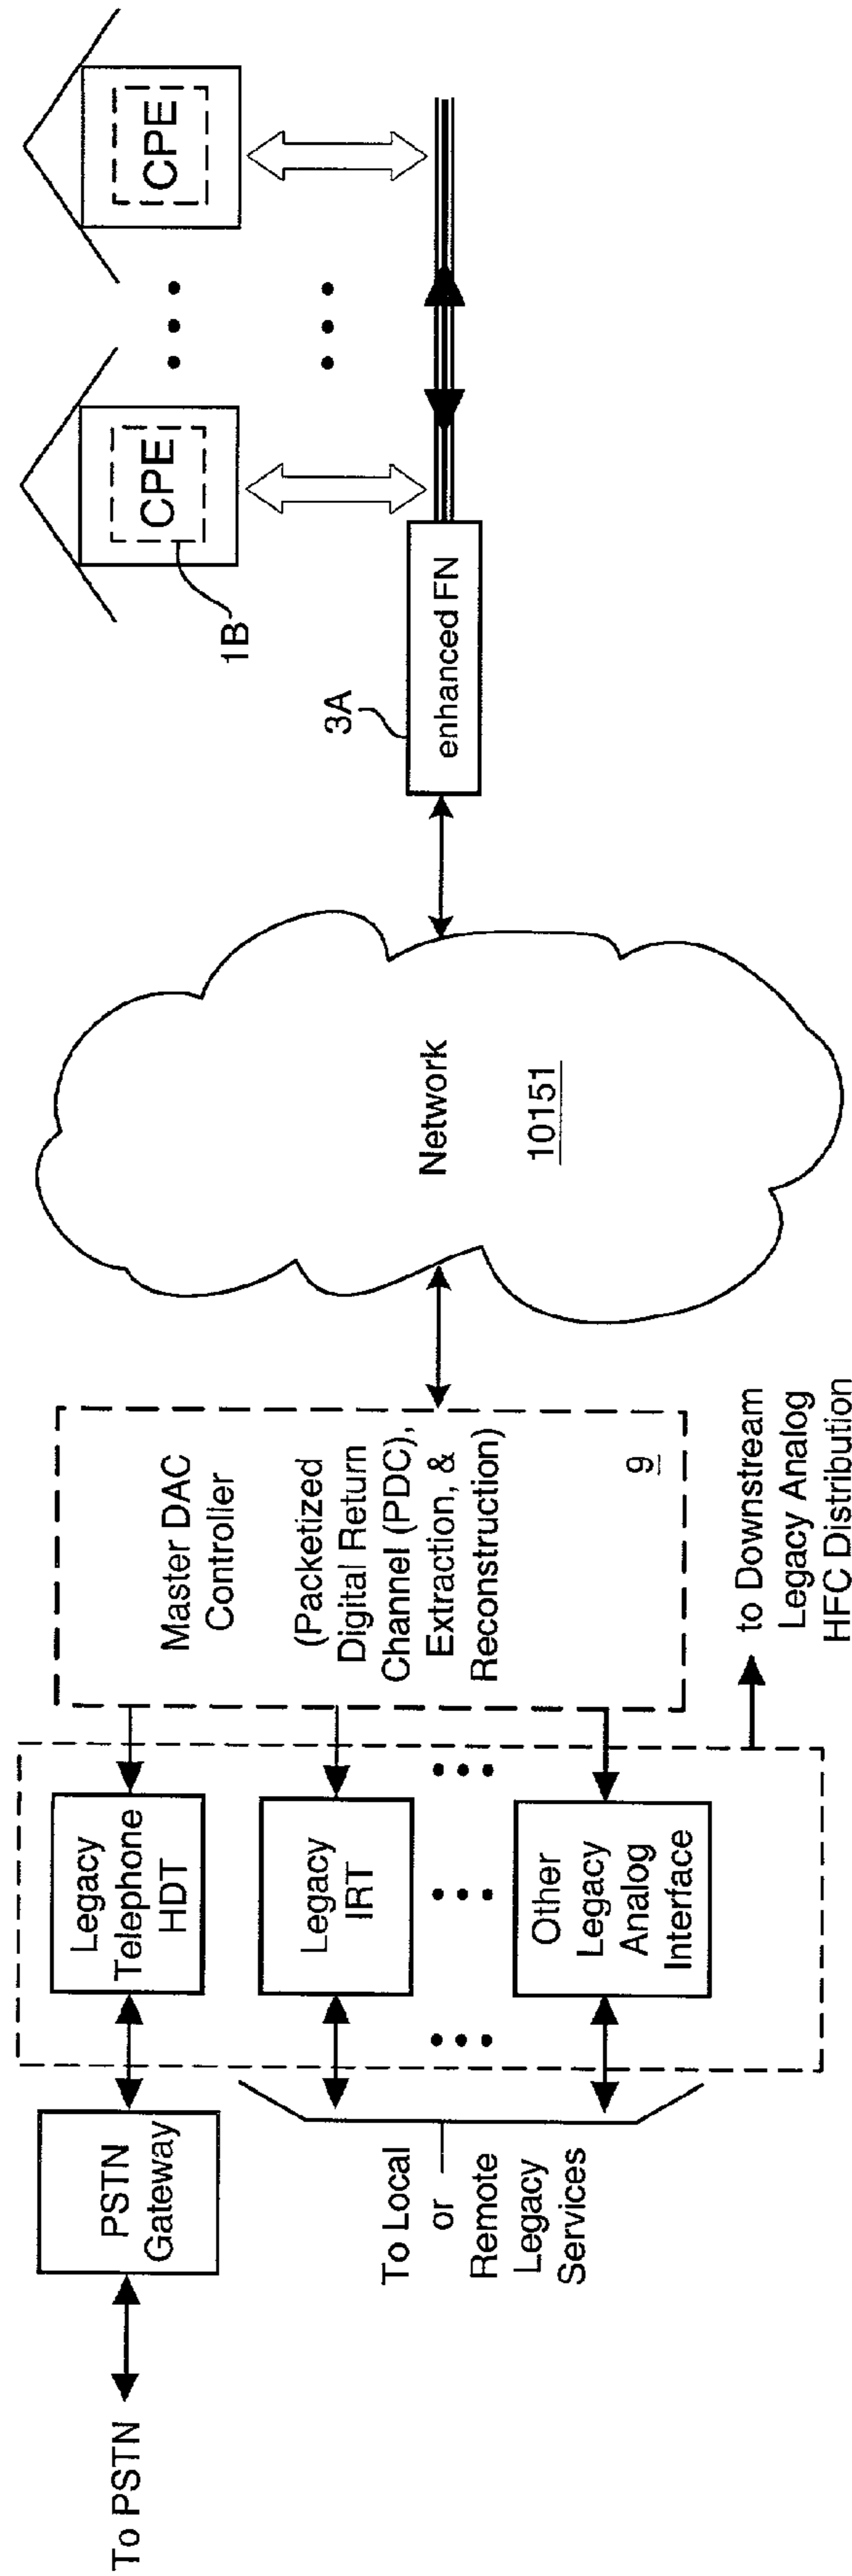 To PSTN
PSTN
Gateway
Legacy
Telephone
HDT
Legacy
IRT
Other
Legacy
Analog
Interface
To Local
or
Remote
Legacy
Services
Master DAC
Controller
(Packetized
Digital Return
Channel (PDC),
Extraction, &
Reconstruction)
9
to Downstream
Legacy Analog
HFC Distribution
Network
10151
3A
enhanced FN
1B
CPE
CPE